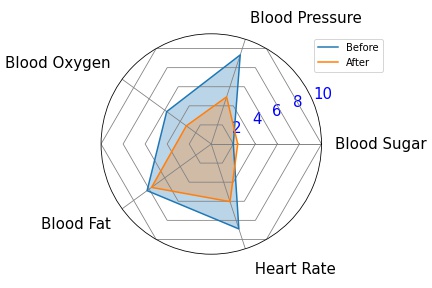 Blood Pressure
Before
After
Blood Oxygen
2 4 6 8 10
Blood Sugar
Blood Fat
Heart Rate